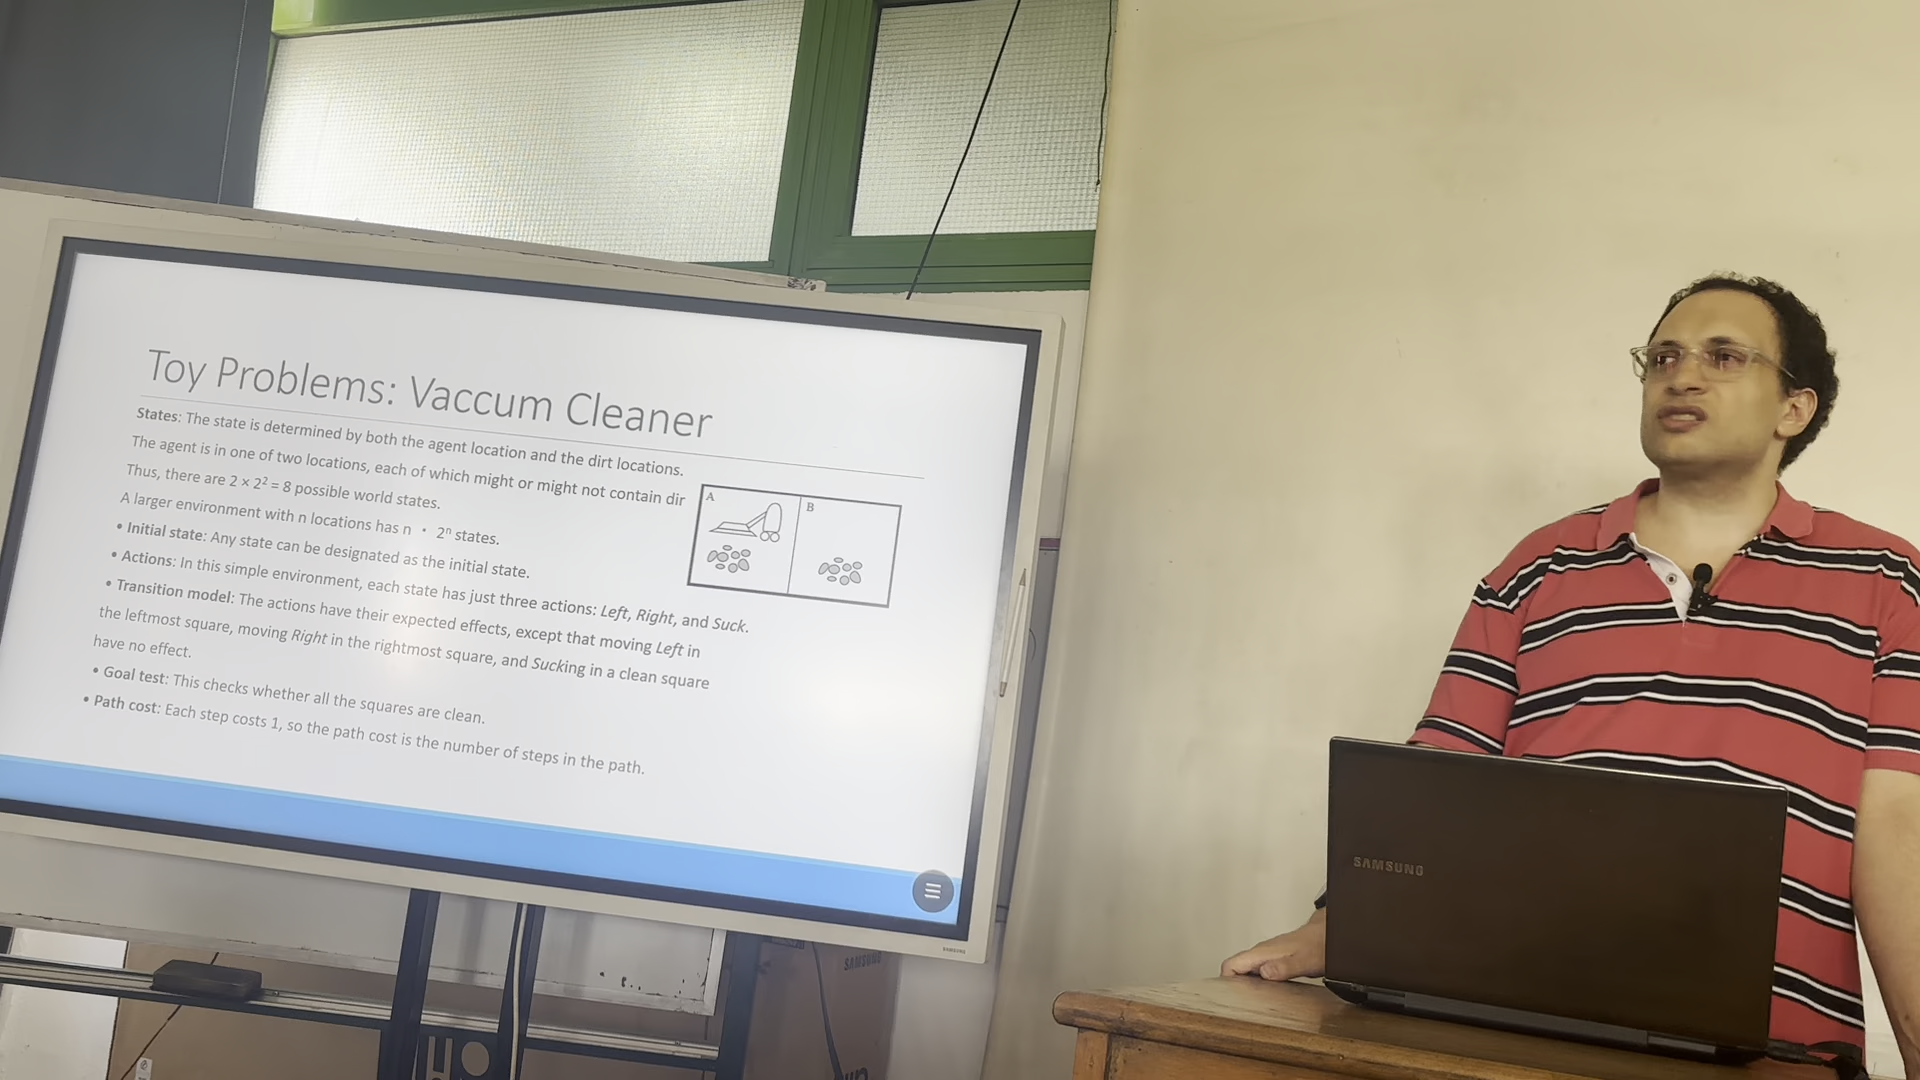 Toy Problems: Vaccum Cleaner
States: The state is determined by both the agent location and the dirt locations.
The agent is in one of two locations, each of which might or might not contain dir
Thus, there are 2 × 2² = 8 possible world states.
A larger environment with n locations has n · 2ⁿ states.
• Initial state: Any state can be designated as the initial state.
• Actions: In this simple environment, each state has just three actions: Left, Right, and Suck.
• Transition model: The actions have their expected effects, except that moving Left in
the leftmost square, moving Right in the rightmost square, and Sucking in a clean square
have no effect.
• Goal test: This checks whether all the squares are clean.
• Path cost: Each step costs 1, so the path cost is the number of steps in the path.
A
B
SAMSUNG
SAMSUNG
SAMSUNG